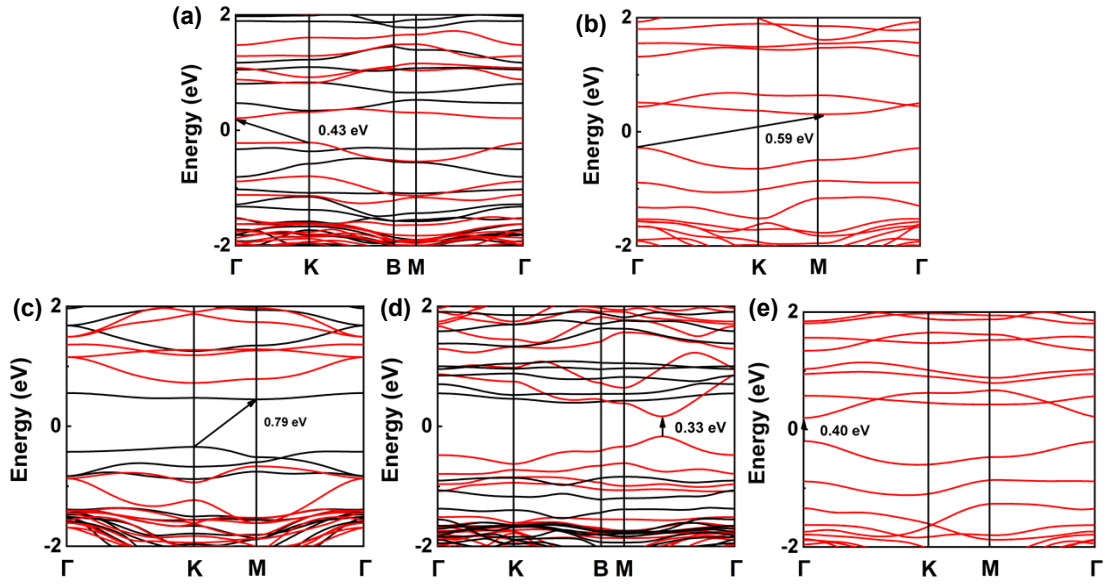 (a)
Energy (eV)
2
0
-2
0.43 eV
Γ K B M Γ
(b)
Energy (eV)
2
0
-2
0.59 eV
Γ K M Γ
(c)
Energy (eV)
2
0
-2
0.79 eV
Γ K M Γ
(d)
Energy (eV)
2
0
-2
0.33 eV
Γ K B M Γ
(e)
Energy (eV)
2
0
-2
0.40 eV
Γ K M Γ